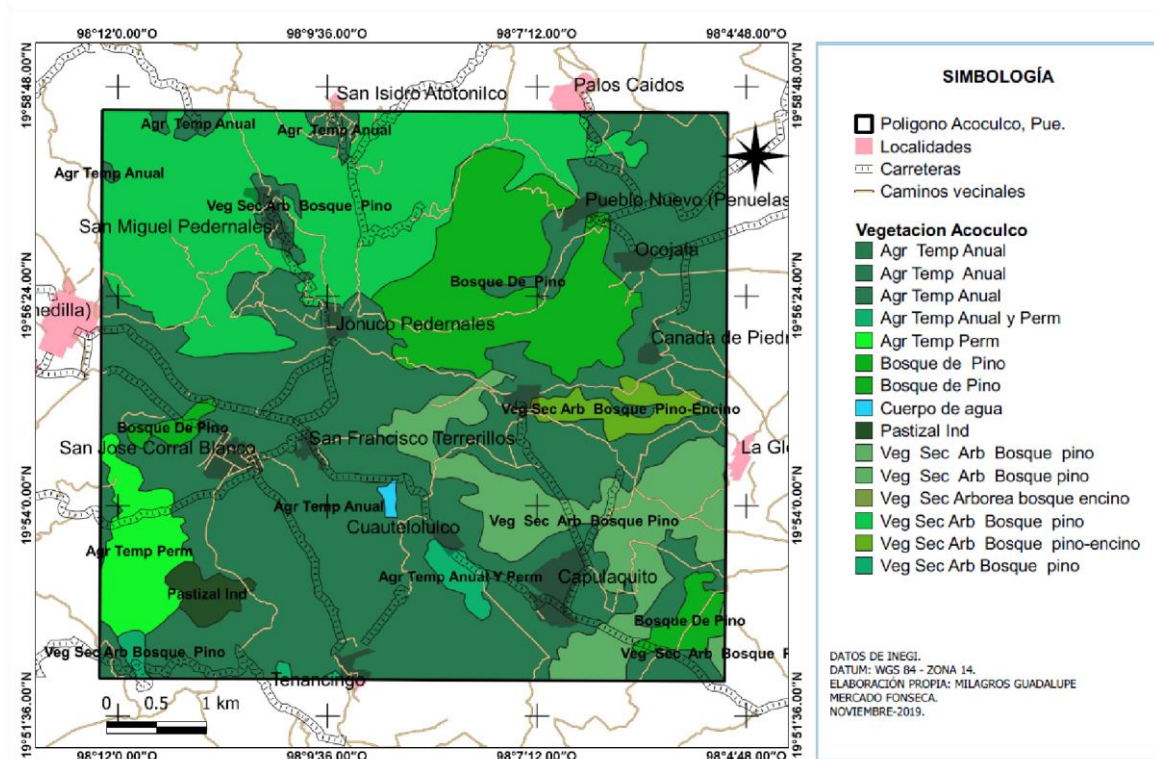 98°12'0.00"O 98°9'36.00"O 98°7'12.00"O 98°4'48.00"O
19°58'48.00"N
19°56'24.00"N
19°54'0.00"N
19°51'36.00"N
San Isidro Atotonilco
Palos Caidos
Agr Temp Anual
Agr Temp Anual
Agr Temp Anual
Veg Sec Arb Bosque Pino
Pueblo Nuevo (Penuelas
San Miguel Pedernales
Ocojala
Bosque De Pino
nedilla)
Jonuco Pedernales
Canada de Piedr
Veg Sec Arb Bosque Pino-Encino
Bosque De Pino
San Jose Corral Blanco
San Francisco Terrerillos
La Glo
Agr Temp Anual
Cuautelolulco
Veg Sec Arb Bosque Pino
Agr Temp Perm
Agr Temp Anual Y Perm
Capulaquito
Pastizal Ind
Bosque De Pino
Veg Sec Arb Bosque Pino
Veg Sec Arb Bosque P
Tenancingo
0 0.5 1 km
19°58'48.00"N
19°56'24.00"N
19°54'0.00"N
19°51'36.00"N
98°12'0.00"O 98°9'36.00"O 98°7'12.00"O 98°4'48.00"O
SIMBOLOGÍA
Poligono Acoculco, Pue.
Localidades
Carreteras
Caminos vecinales
Vegetacion Acoculco
Agr Temp Anual
Agr Temp Anual
Agr Temp Anual
Agr Temp Anual y Perm
Agr Temp Perm
Bosque de Pino
Bosque de Pino
Cuerpo de agua
Pastizal Ind
Veg Sec Arb Bosque pino
Veg Sec Arb Bosque pino
Veg Sec Arborea bosque encino
Veg Sec Arb Bosque pino
Veg Sec Arb Bosque pino-encino
Veg Sec Arb Bosque pino
DATOS DE INEGI.
DATUM: WGS 84 - ZONA 14.
ELABORACIÓN PROPIA: MILAGROS GUADALUPE
MERCADO FONSECA.
NOVIEMBRE-2019.